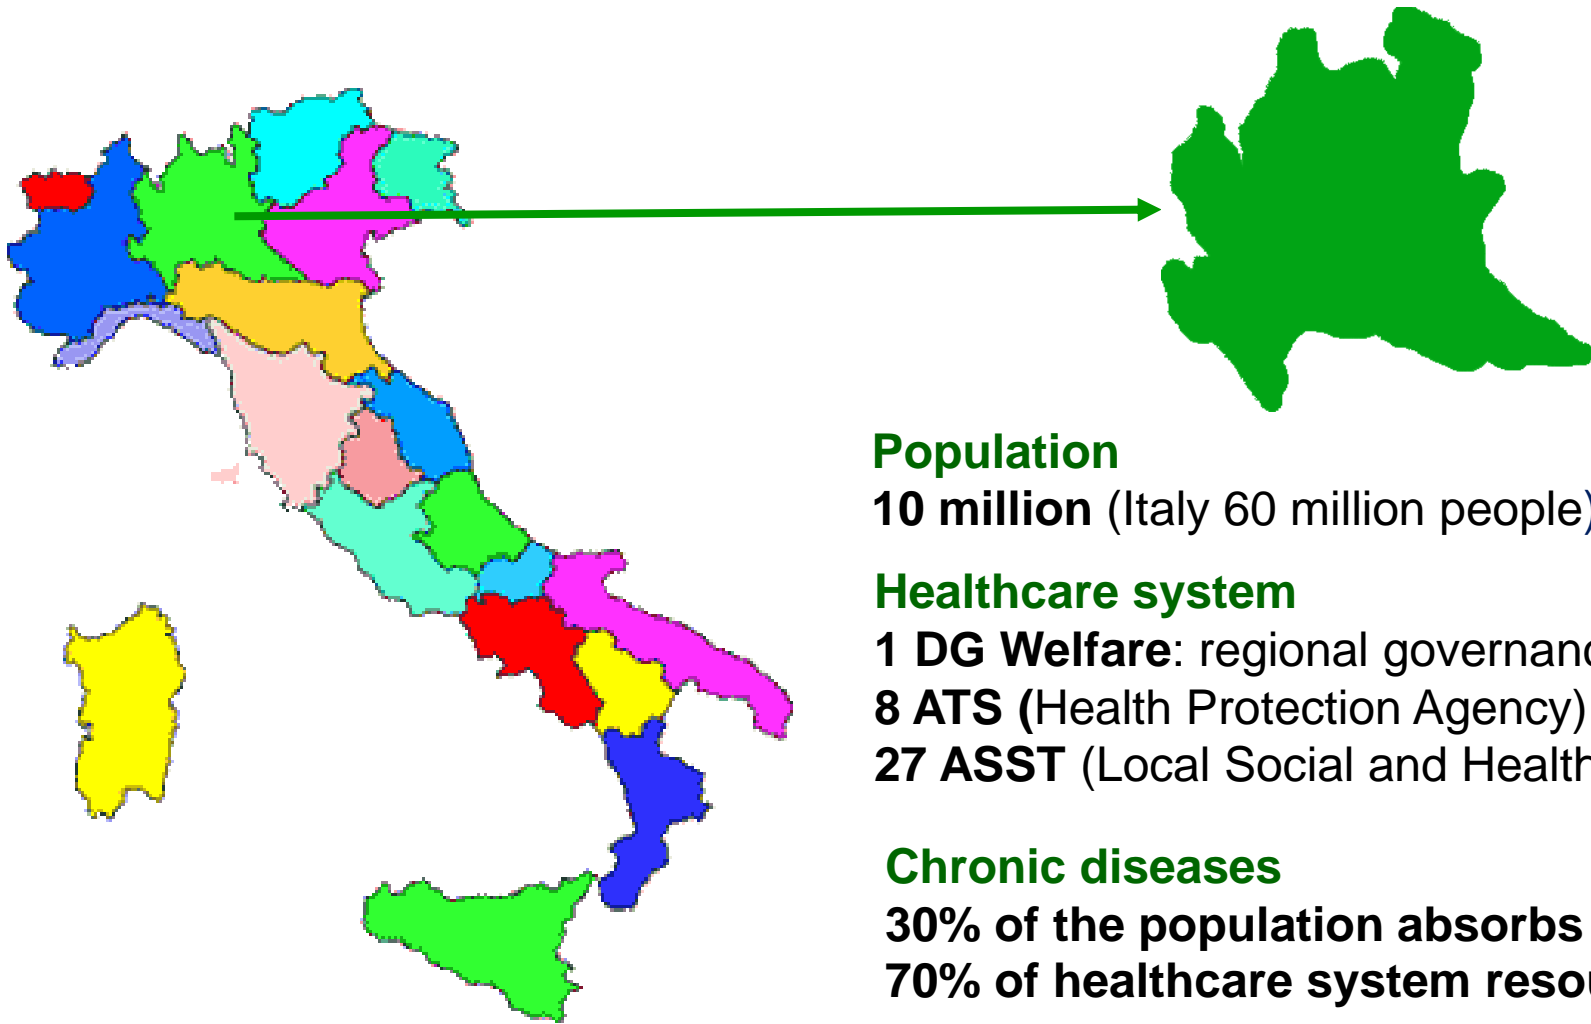 Population
10 million (Italy 60 million people)
Healthcare system
1 DG Welfare: regional governanc
8 ATS (Health Protection Agency)
27 ASST (Local Social and Health
Chronic diseases
30% of the population absorbs
70% of healthcare system resou